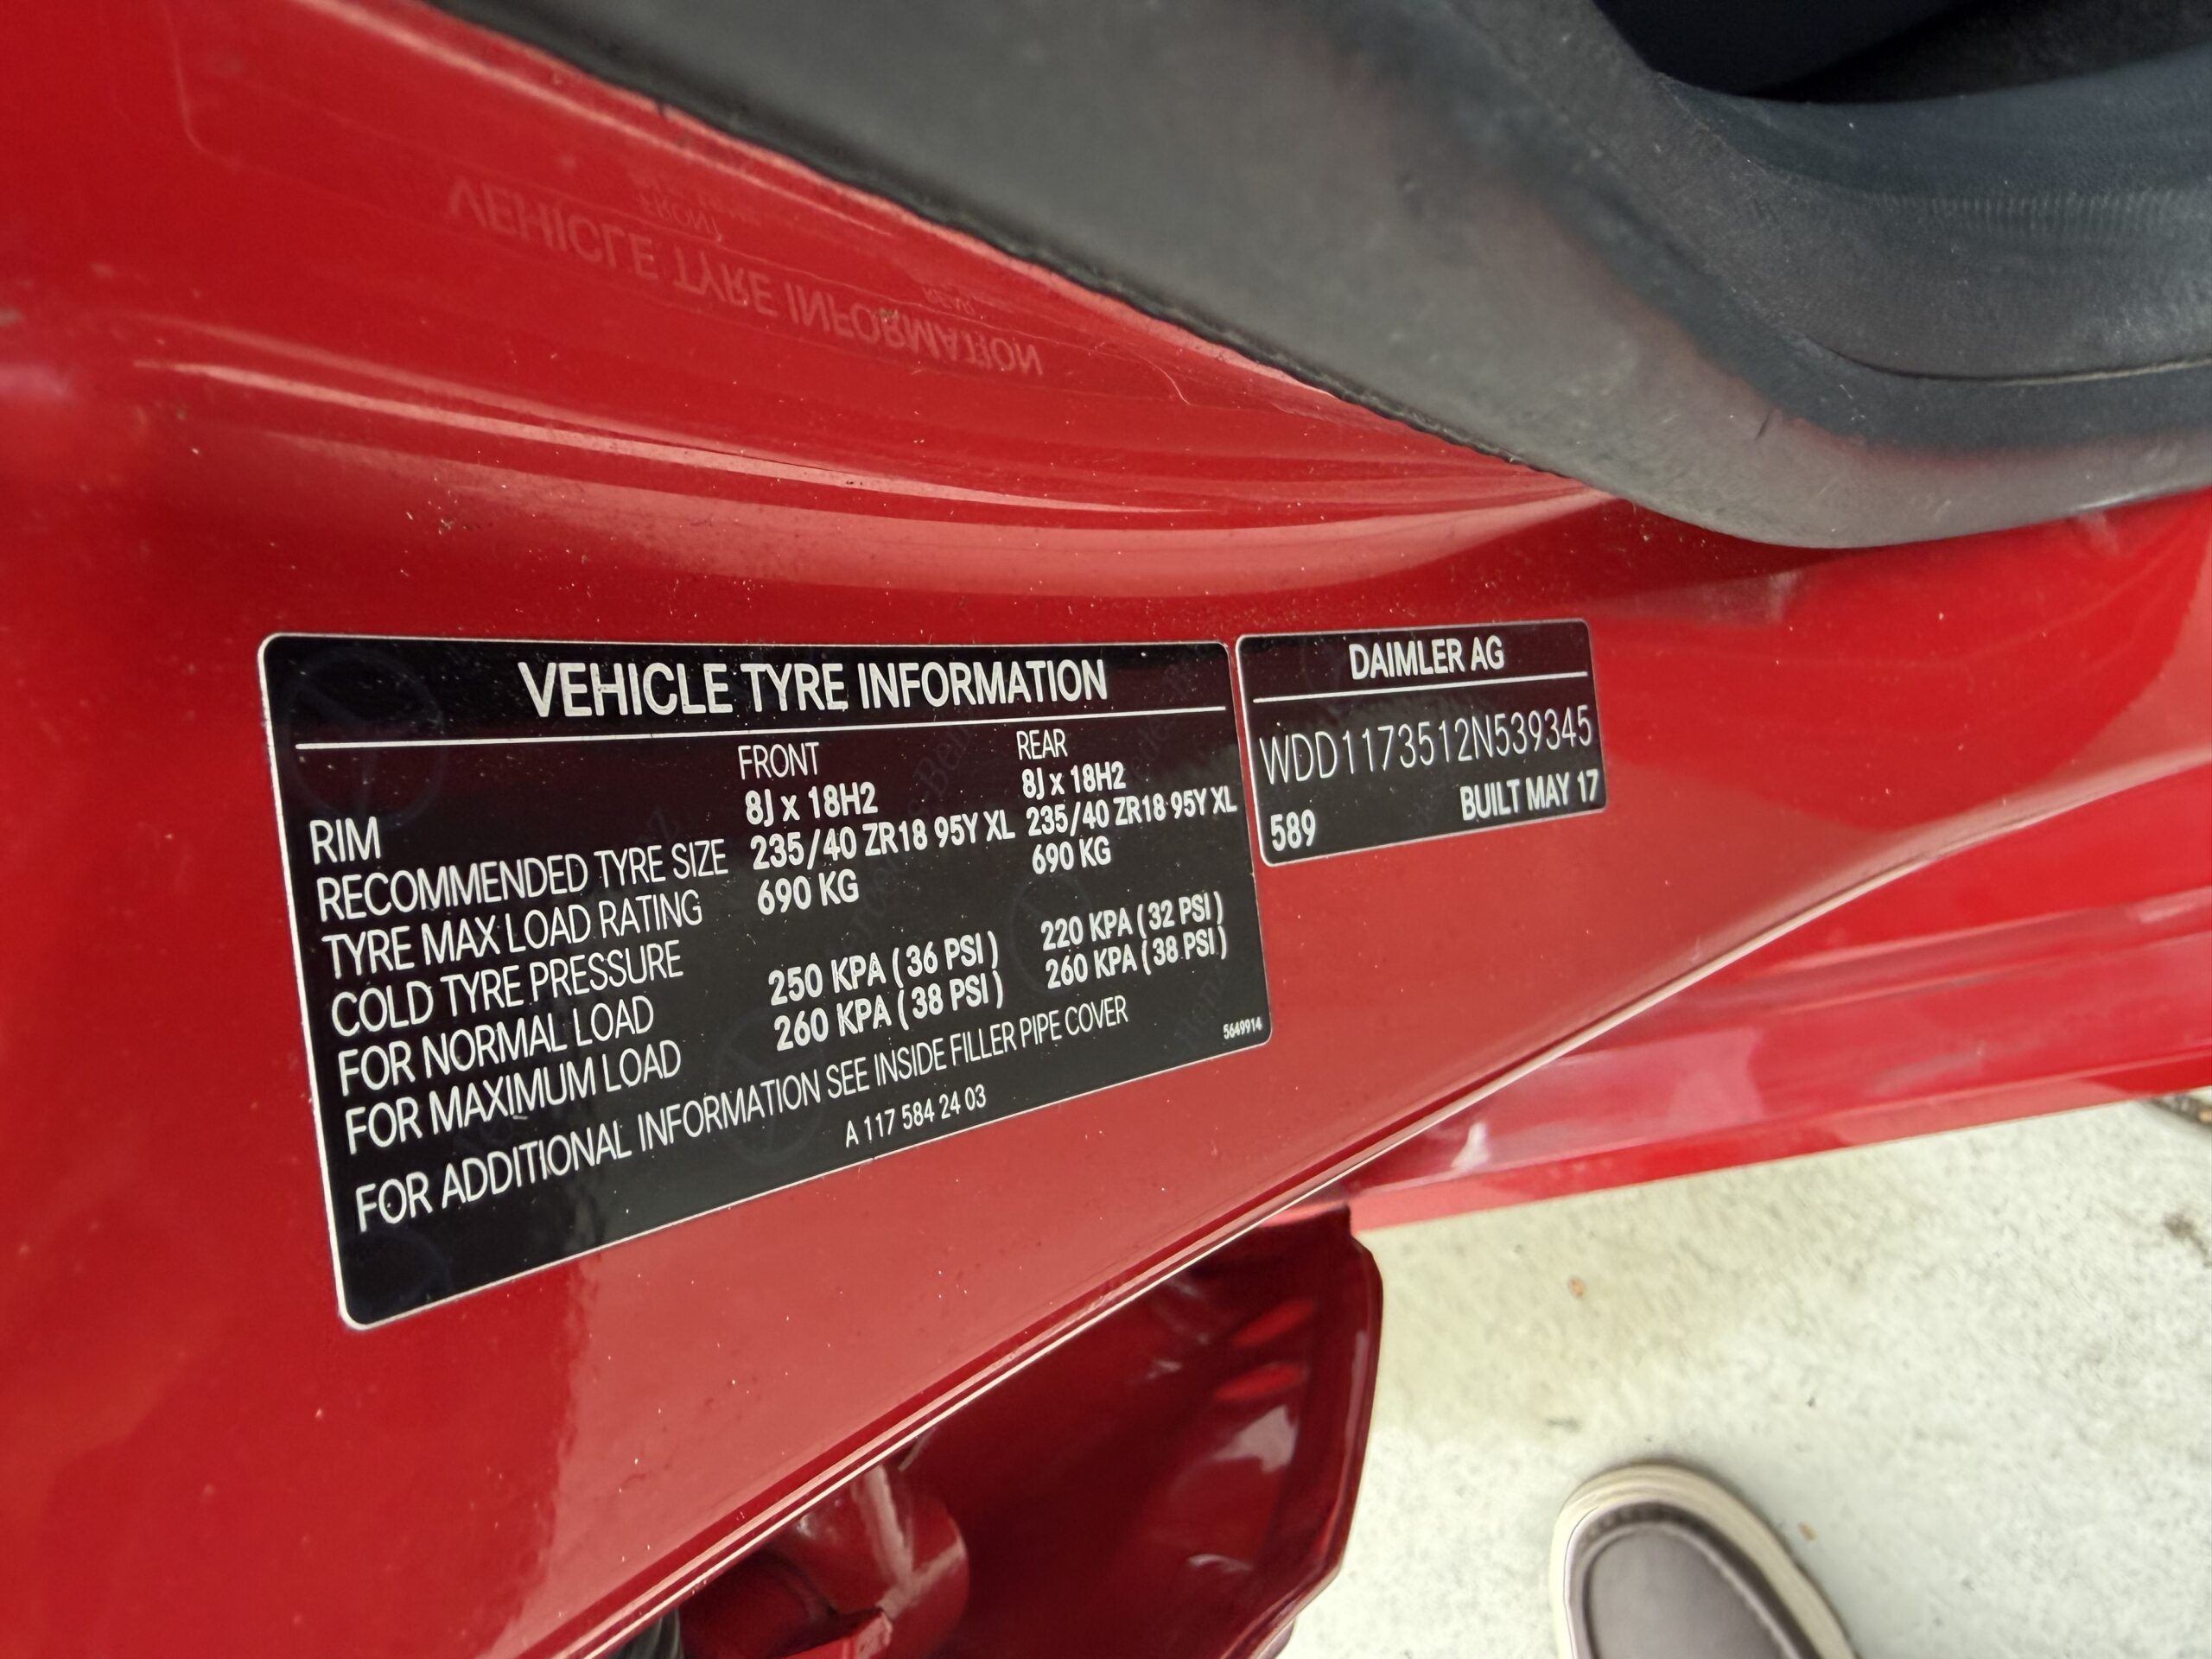 VEHICLE TYRE INFORMATION
FRONT REAR
RIM 8J x 18H2 8J x 18H2
RECOMMENDED TYRE SIZE 235/40 ZR18 95Y XL 235/40 ZR18 95Y XL
TYRE MAX LOAD RATING 690 KG 690 KG
COLD TYRE PRESSURE
FOR NORMAL LOAD 250 KPA ( 36 PSI ) 220 KPA ( 32 PSI )
FOR MAXIMUM LOAD 260 KPA ( 38 PSI ) 260 KPA ( 38 PSI )
FOR ADDITIONAL INFORMATION SEE INSIDE FILLER PIPE COVER
A 117 584 24 03
5649914
DAIMLER AG
WDD1173512N539345
589 BUILT MAY 17